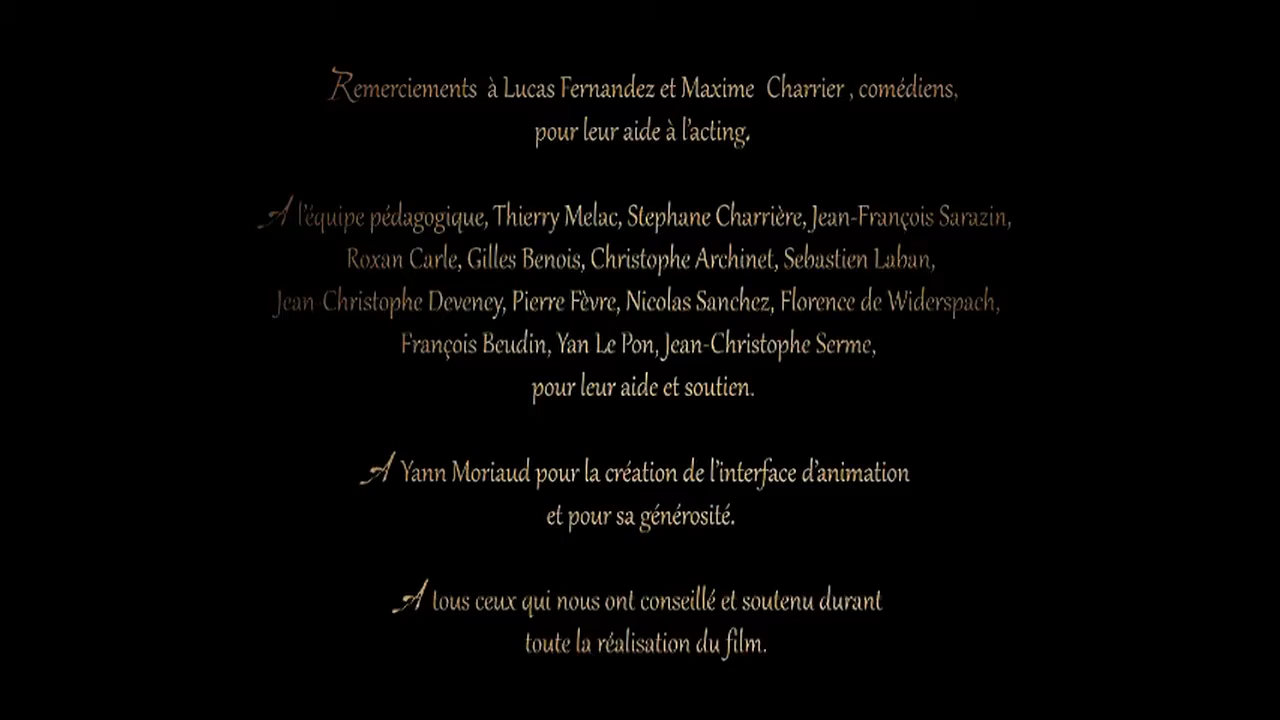 Remerciements à Lucas Fernandez et Maxime Charrier , comédiens,
pour leur aide à l'acting.
A l'équipe pédagogique, Thierry Melac, Stephane Charrière, Jean-François Sarazin,
Roxan Carle, Gilles Benois, Christophe Archinet, Sebastien Laban,
Jean-Christophe Deveney, Pierre Fèvre, Nicolas Sanchez, Florence de Widerspach,
François Beudin, Yan Le Pon, Jean-Christophe Serme,
pour leur aide et soutien.
A Yann Moriaud pour la création de l'interface d'animation
et pour sa générosité.
A tous ceux qui nous ont conseillé et soutenu durant
toute la réalisation du film.